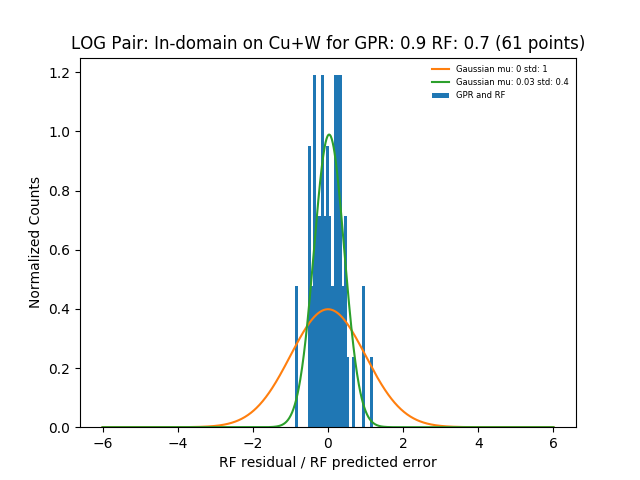 LOG Pair: In-domain on Cu+W for GPR: 0.9 RF: 0.7 (61 points)
Gaussian mu: 0 std: 1
Gaussian mu: 0.03 std: 0.4
GPR and RF
Normalized Counts
1.2
1.0
0.8
0.6
0.4
0.2
0.0
−6 −4 −2 0 2 4 6
RF residual / RF predicted error